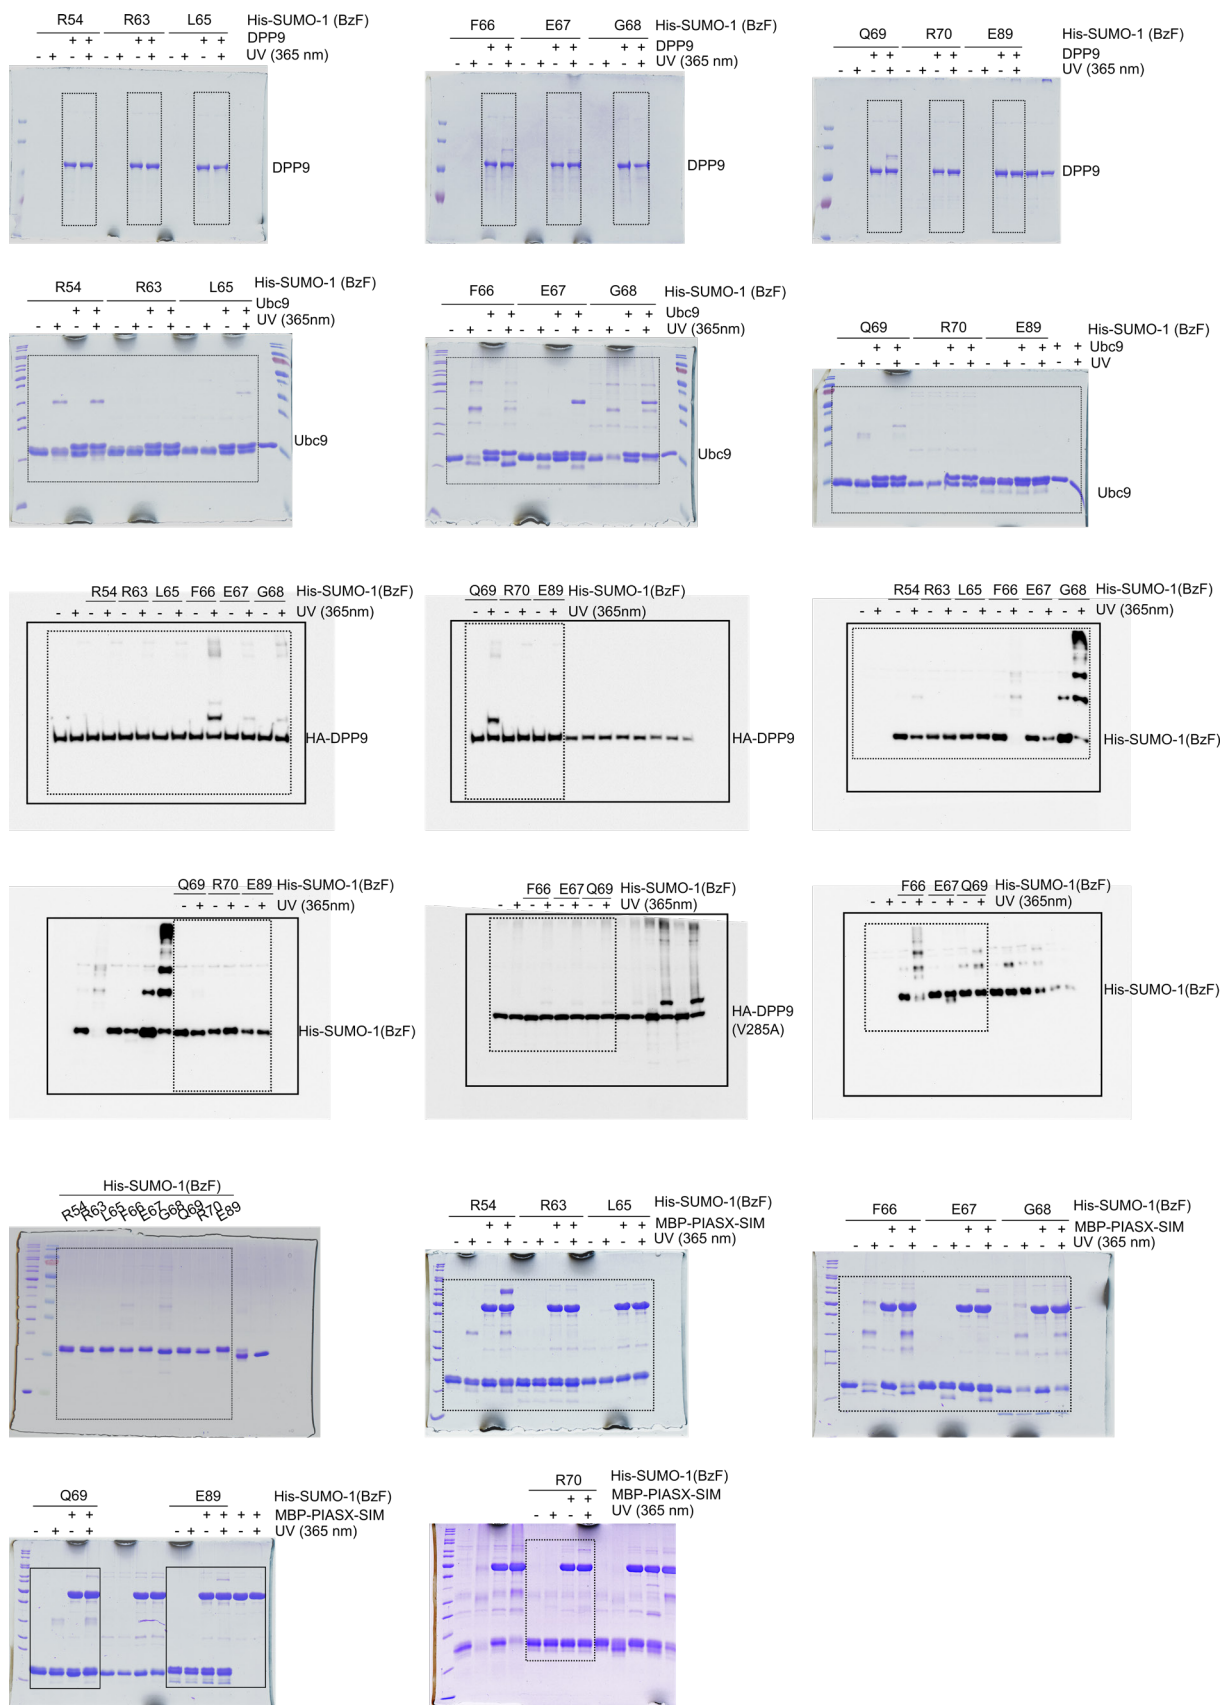 R54 R63 L65 His-SUMO-1 (BzF)
+ + + + + + DPP9
- + - + - + - + - + - + UV (365 nm)
DPP9
F66 E67 G68 His-SUMO-1 (BzF)
+ + + + + + DPP9
- + - + - + - + - + - + UV (365 nm)
DPP9
Q69 R70 E89 His-SUMO-1 (BzF)
+ + + + + + DPP9
- + - + - + - + - + - + UV (365 nm)
DPP9
R54 R63 L65 His-SUMO-1 (BzF)
+ + + + + + Ubc9
- + - + - + - + - + - + UV (365nm)
Ubc9
F66 E67 G68 His-SUMO-1 (BzF)
+ + + + + + Ubc9
- + - + - + - + - + - + UV (365nm)
Ubc9
Q69 R70 E89 His-SUMO-1 (BzF)
+ + + + + + + + Ubc9
- + - + - + - + - + - + - + UV
Ubc9
R54 R63 L65 F66 E67 G68 His-SUMO-1(BzF)
- + - + - + - + - + - + - + UV (365nm)
HA-DPP9
Q69 R70 E89 His-SUMO-1(BzF)
- + - + - + UV (365nm)
HA-DPP9
R54 R63 L65 F66 E67 G68 His-SUMO-1(BzF)
- + - + - + - + - + - + - + UV (365nm)
His-SUMO-1(BzF)
Q69 R70 E89 His-SUMO-1(BzF)
- + - + - + UV (365nm)
His-SUMO-1(BzF)
F66 E67 Q69 His-SUMO-1(BzF)
- + - + - + - + UV (365nm)
HA-DPP9
(V285A)
F66 E67 Q69 His-SUMO-1(BzF)
- + - + - + - + UV (365nm)
His-SUMO-1(BzF)
His-SUMO-1(BzF)
R54 R63 L65 F66 E67 G68 Q69 R70 E89
R54 R63 L65 His-SUMO-1(BzF)
+ + + + + + MBP-PIASX-SIM
- + - + - + - + - + - + UV (365 nm)
F66 E67 G68 His-SUMO-1(BzF)
+ + + + + + MBP-PIASX-SIM
- + - + - + - + - + - + UV (365 nm)
Q69 E89 His-SUMO-1(BzF)
+ + + + + + MBP-PIASX-SIM
- + - + - + - + - + UV (365 nm)
R70 His-SUMO-1(BzF)
+ + MBP-PIASX-SIM
- + - + UV (365 nm)